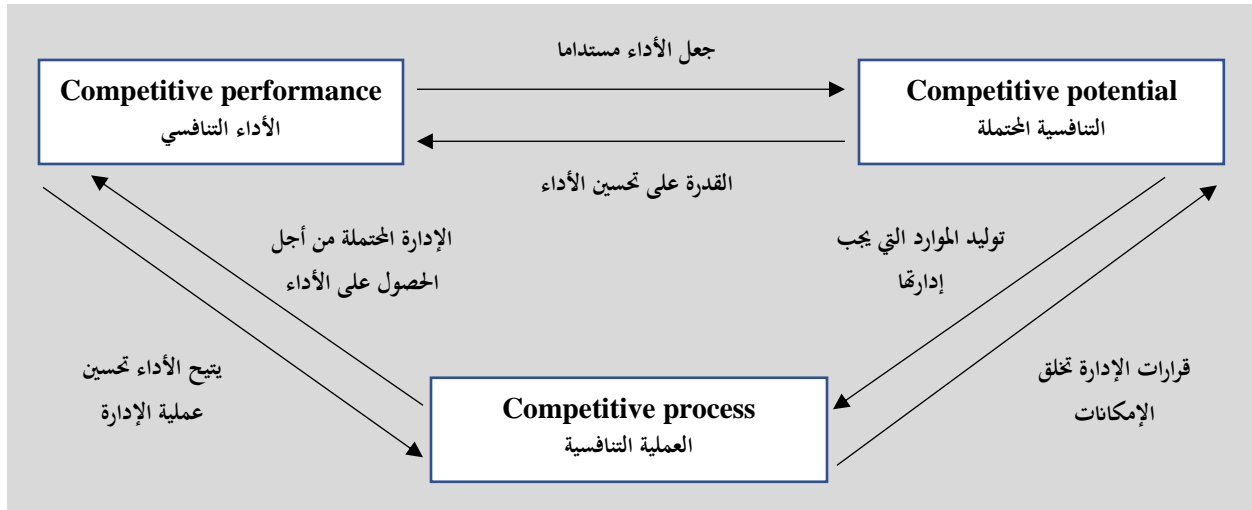 جعل الأداء مستداما
Competitive performance
الأداء التنافسي
Competitive potential
التنافسية المحتملة
القدرة على تحسين الأداء
الإدارة المحتملة من أجل
الحصول على الأداء
توليد الموارد التي يجب
إدارتها
يتيح الأداء تحسين
عملية الإدارة
قرارات الإدارة تخلق
الإمكانات
Competitive process
العملية التنافسية